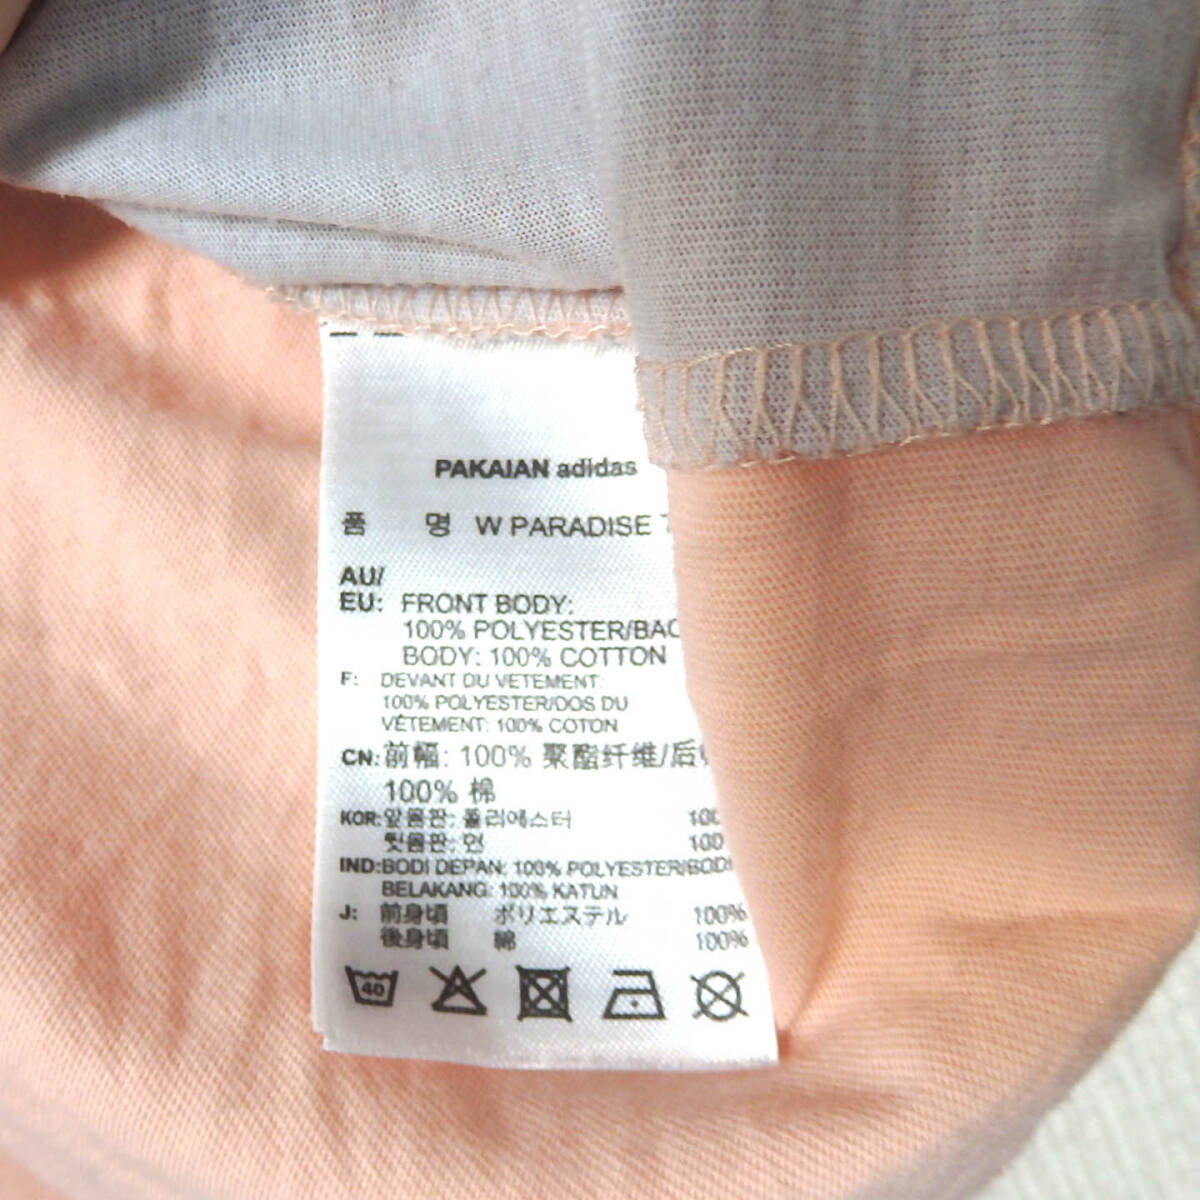 PAKAIAN adidas
품 명 W PARADISE
AU/
EU: FRONT BODY:
100% POLYESTER/BAC
BODY: 100% COTTON
F: DEVANT DU VETEMENT:
100% POLYESTER/DOS DU
VÊTEMENT: 100% COTON
CN: 前幅: 100% 聚酯纤维/后
100% 棉
KOR: 앞몸판: 폴리에스터 100
뒷몸판: 면 100
IND: BODI DEPAN: 100% POLYESTER/BODI
BELAKANG: 100% KATUN
J: 前身頃 ポリエステル 100%
後身頃 綿 100%
40